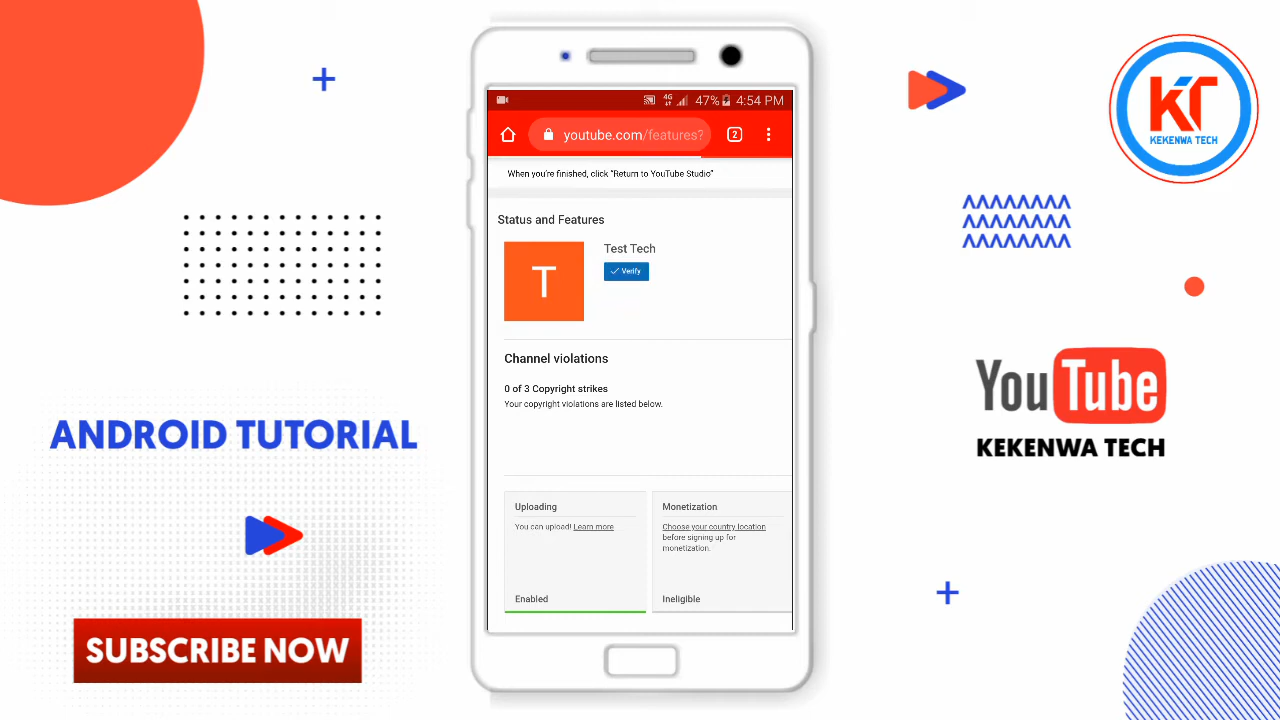 KT
KEKENWA TECH
4G
47%
4:54 PM
youtube.com/features?
2
When you're finished, click "Return to YouTube Studio"
Status and Features
T
Test Tech
Verify
Channel violations
0 of 3 Copyright strikes
Your copyright violations are listed below.
Uploading
You can upload! Learn more
Enabled
Monetization
Choose your country location
before signing up for
monetization.
Ineligible
ANDROID TUTORIAL
SUBSCRIBE NOW
YouTube
KEKENWA TECH